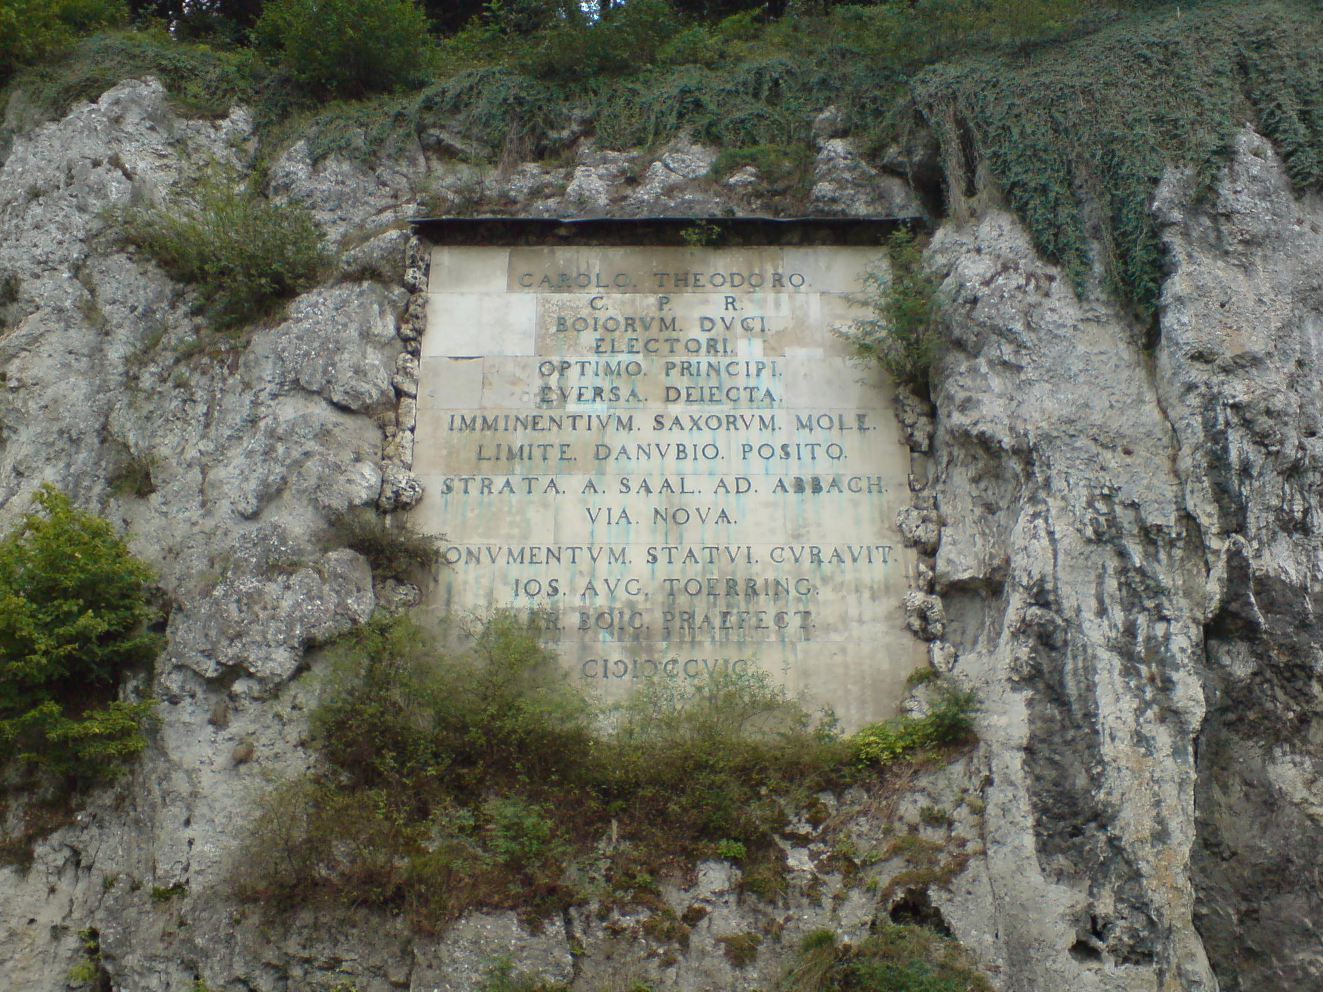 CAROLO. THEODORO.
C. P. R.
BOIORVM. DVCI.
ELECTORI.
OPTIMO. PRINCIPI.
EVERSA. DEIECTA.
IMMINENTIVM. SAXORVM. MOLE.
LIMITE. DANVBIO. POSITO.
STRATA. A. SAAL. AD. ABBACH.
VIA. NOVA.
ONVMENTVM. STATVI. CVRAVIT.
IOS. AVG. TOERRING.
ÆR. BOIC. PRAEFECT.
CIƆIƆCCVIC